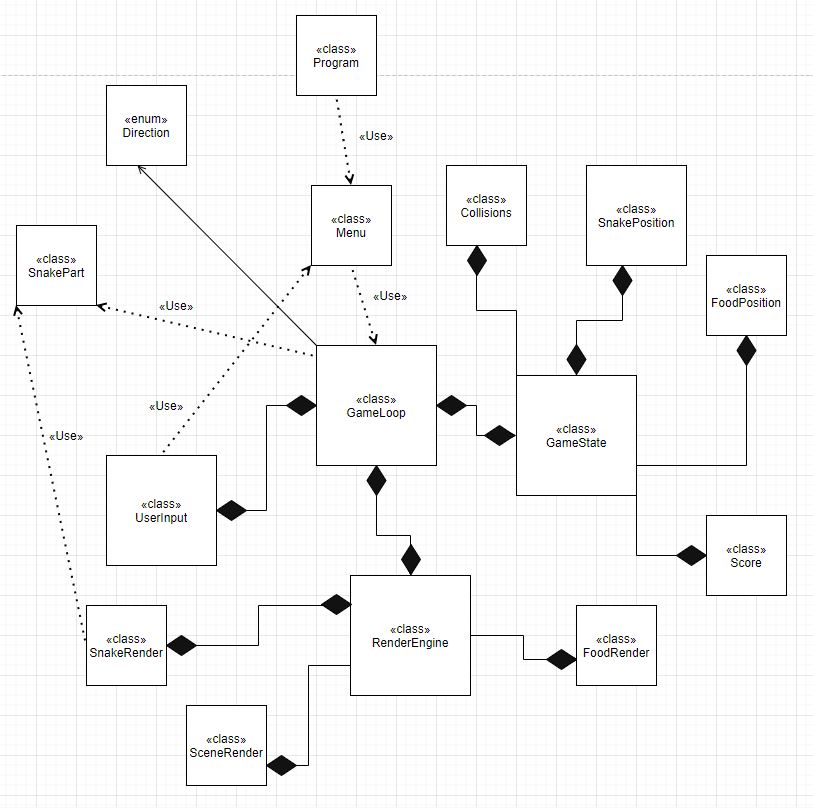 «class»
Program
«enum»
Direction
«Use»
«class»
Menu
«class»
Collisions
«class»
SnakePosition
«class»
SnakePart
«class»
FoodPosition
«Use»
«Use»
«class»
GameLoop
«Use»
«class»
GameState
«Use»
«class»
UserInput
«class»
Score
«class»
SnakeRender
«class»
RenderEngine
«class»
FoodRender
«class»
SceneRender